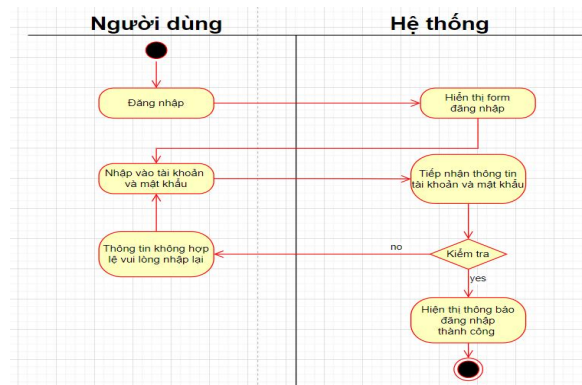 Người dùng
Hệ thống
Đăng nhập
Hiển thị form
đăng nhập
Nhập vào tài khoản
và mật khẩu
Tiếp nhận thông tin
tài khoản và mật khẩu
Thông tin không hợp
lệ vui lòng nhập lại
no
Kiểm tra
yes
Hiện thị thông báo
đăng nhập
thành công